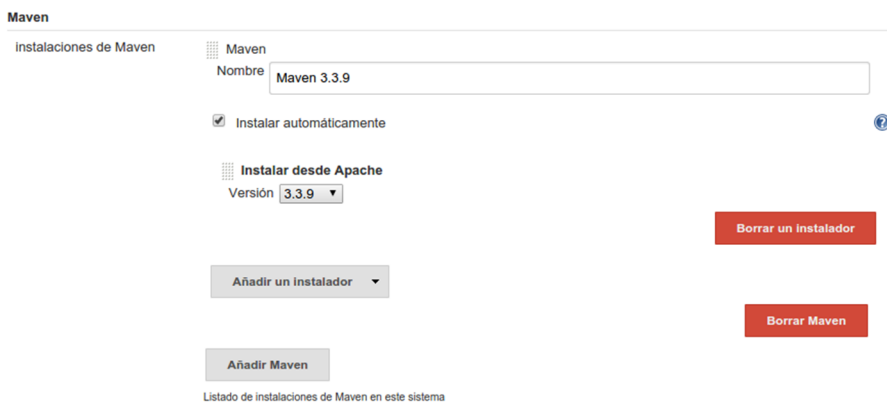 Maven
instalaciones de Maven
Maven
Nombre
Maven 3.3.9
Instalar automáticamente
?
Instalar desde Apache
Versión 3.3.9
Borrar un instalador
Añadir un instalador
Borrar Maven
Añadir Maven
Listado de instalaciones de Maven en este sistema